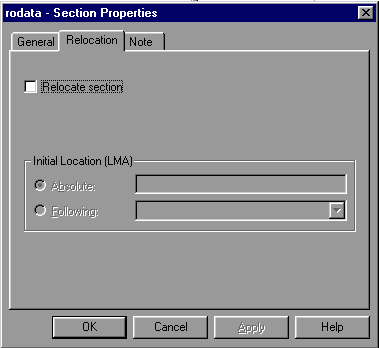 rodata - Section Properties
General Relocation Note
Relocate section
Initial Location (LMA)
Absolute:
Following:
OK Cancel Apply Help